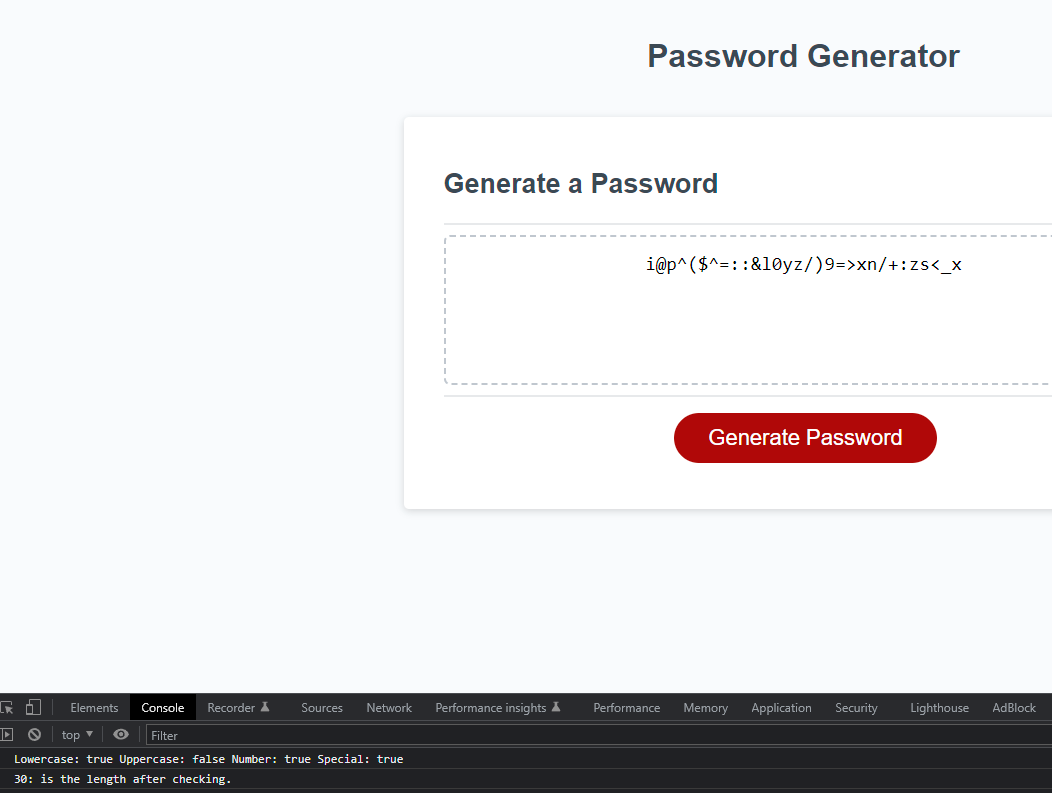 Password Generator
Generate a Password
i@p^($^=::&l0yz/)9=>xn/+:zs<_x
Generate Password
Elements Console Recorder Sources Network Performance insights Performance Memory Application Security Lighthouse AdBlock
top Filter
Lowercase: true Uppercase: false Number: true Special: true
30: is the length after checking.